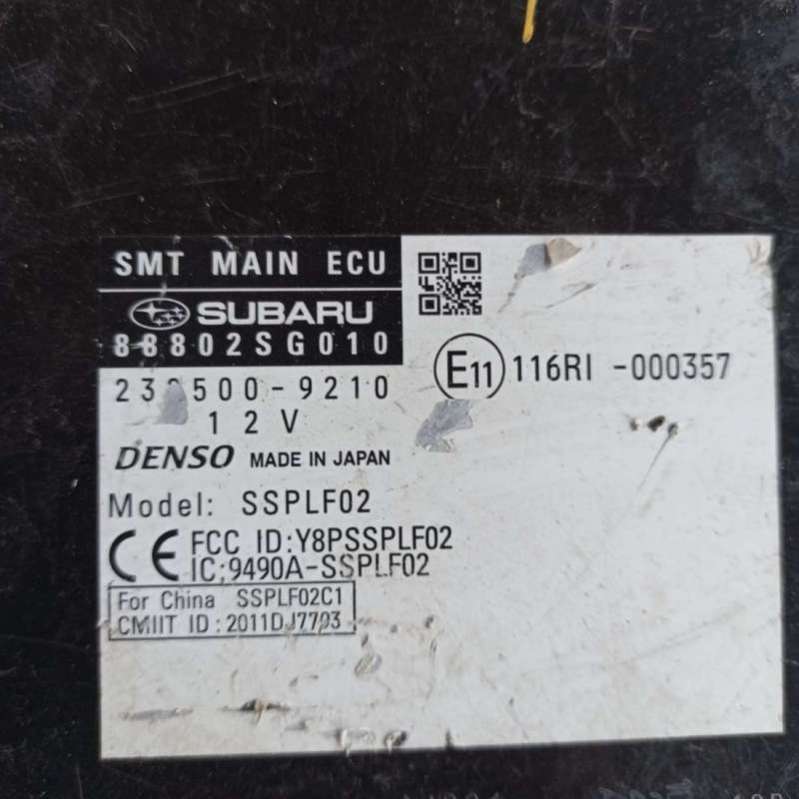 SMT MAIN ECU
SUBARU
88802SG010
E11 116RI -000357
12V
DENSO MADE IN JAPAN
Model: SSPLF02
CE FCC ID:Y8PSSPLF02
IC:9490A-SSPLF02
For China SSPLF02C1
CMIIT ID:2011DJ7703